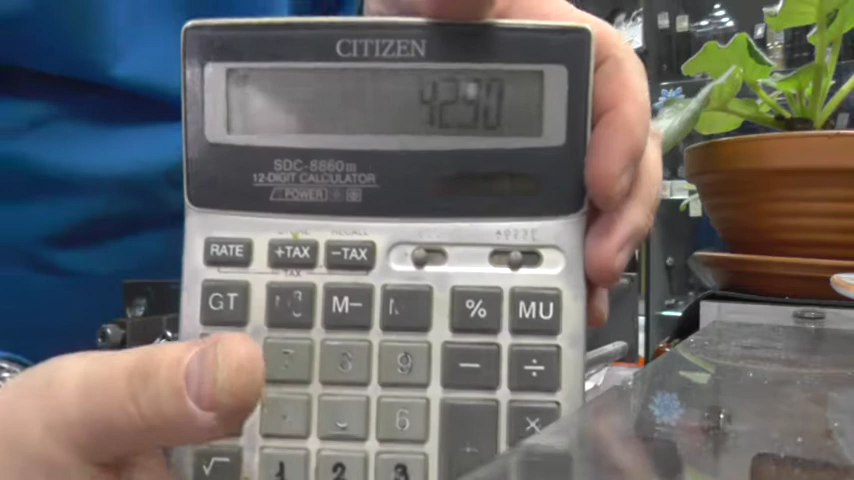 CITIZEN
4290
SDC-8860m
12-DIGIT CALCULATOR
POWER
RATE +TAX -TAX
TAX
GT M− % MU
7 8 9 − ÷
6 ×
√ 1 2 3 +